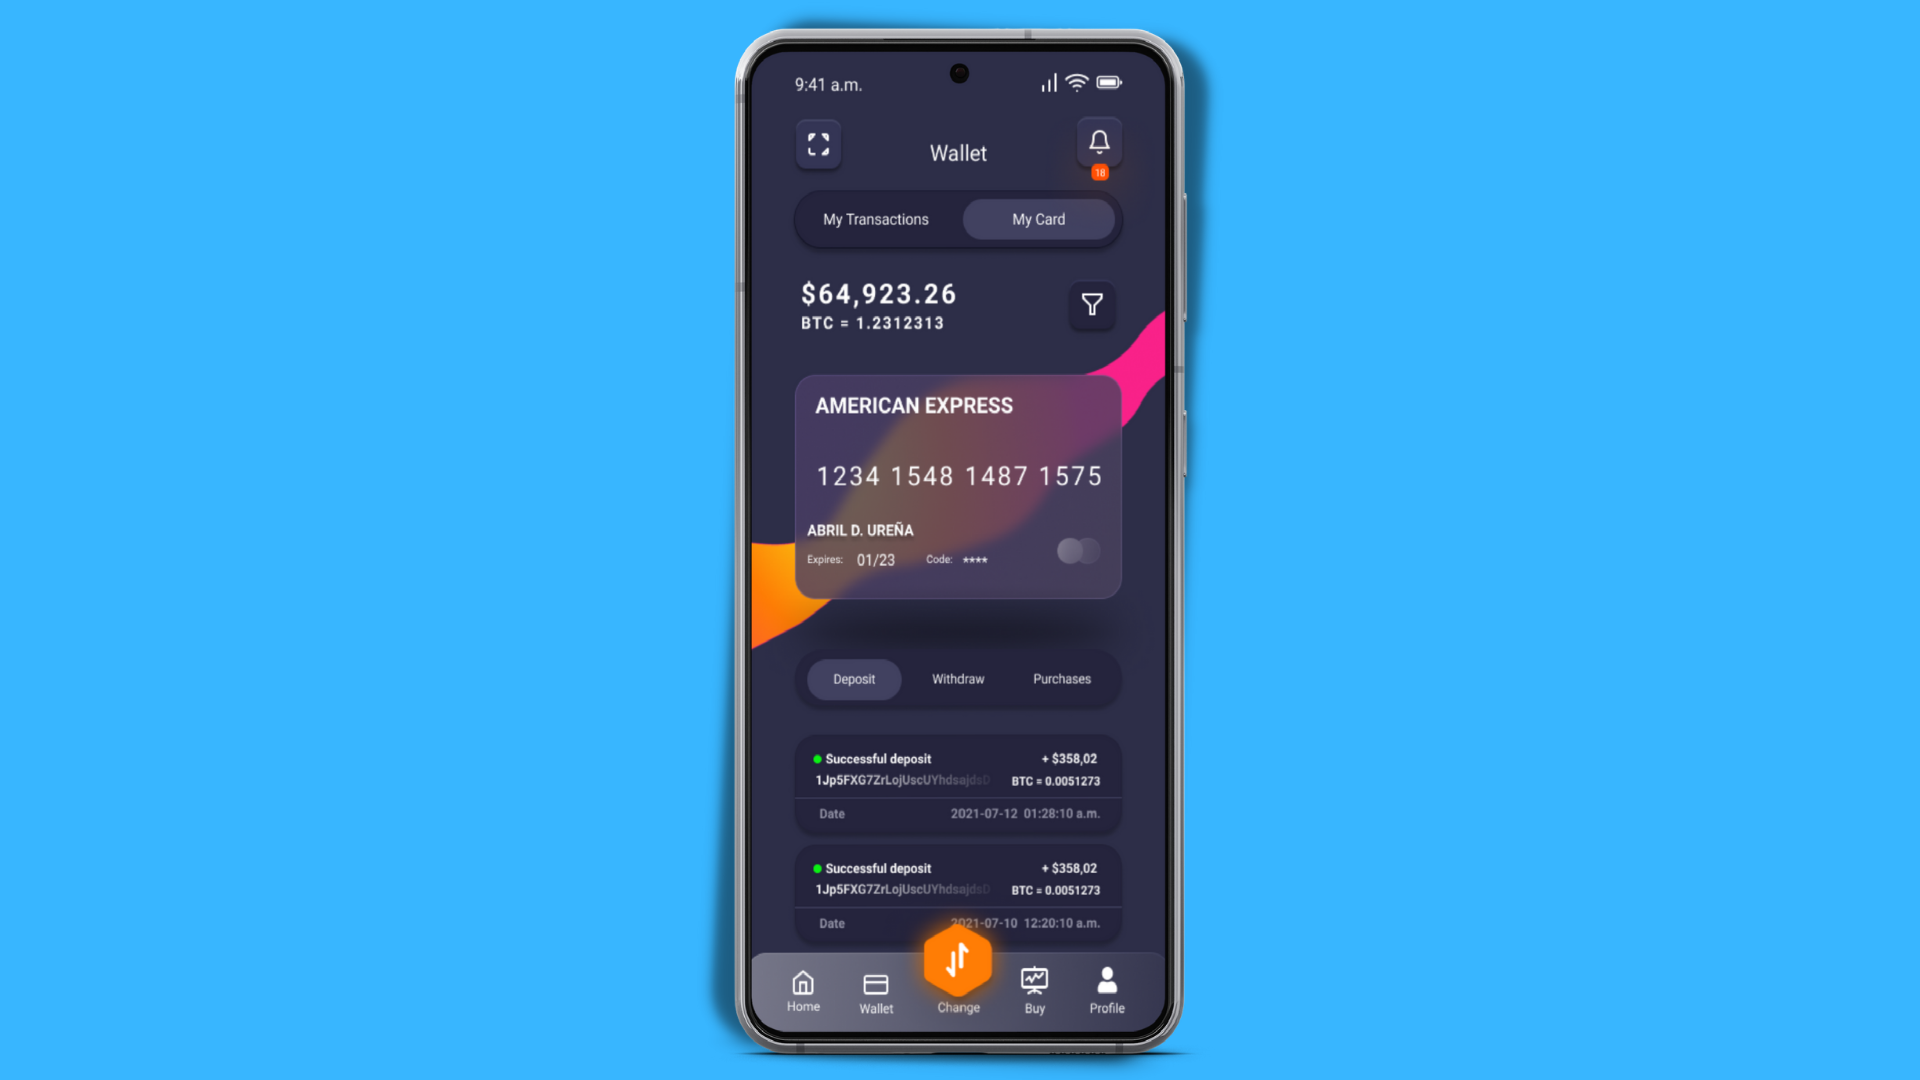 9:41 a.m.
Wallet
18
My Transactions My Card
$64,923.26
BTC = 1.2312313
AMERICAN EXPRESS
1234 1548 1487 1575
ABRIL D. UREÑA
Expires: 01/23 Code: ****
Deposit Withdraw Purchases
Successful deposit + $358,02
1Jp5FXG7ZrLojUscUYhdsajdsD BTC = 0.0051273
Date 2021-07-12 01:28:10 a.m.
Successful deposit + $358,02
1Jp5FXG7ZrLojUscUYhdsajdsD BTC = 0.0051273
Date 2021-07-10 12:20:10 a.m.
Home Wallet Change Buy Profile